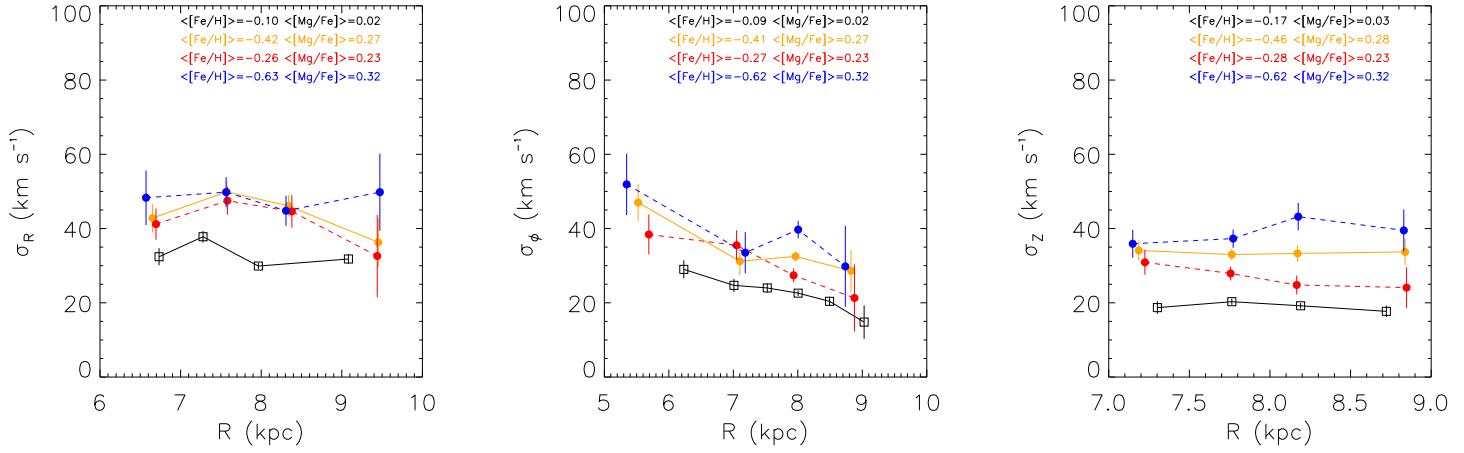 <[Fe/H]>=−0.10 <[Mg/Fe]>=0.02
<[Fe/H]>=−0.42 <[Mg/Fe]>=0.27
<[Fe/H]>=−0.26 <[Mg/Fe]>=0.23
<[Fe/H]>=−0.63 <[Mg/Fe]>=0.32
100
80
60
40
20
0
σR (km s⁻¹)
6 7 8 9 10
R (kpc)
<[Fe/H]>=−0.09 <[Mg/Fe]>=0.02
<[Fe/H]>=−0.41 <[Mg/Fe]>=0.27
<[Fe/H]>=−0.27 <[Mg/Fe]>=0.23
<[Fe/H]>=−0.62 <[Mg/Fe]>=0.32
100
80
60
40
20
0
σϕ (km s⁻¹)
5 6 7 8 9 10
R (kpc)
<[Fe/H]>=−0.17 <[Mg/Fe]>=0.03
<[Fe/H]>=−0.46 <[Mg/Fe]>=0.28
<[Fe/H]>=−0.28 <[Mg/Fe]>=0.23
<[Fe/H]>=−0.62 <[Mg/Fe]>=0.32
100
80
60
40
20
0
σZ (km s⁻¹)
7.0 7.5 8.0 8.5 9.0
R (kpc)